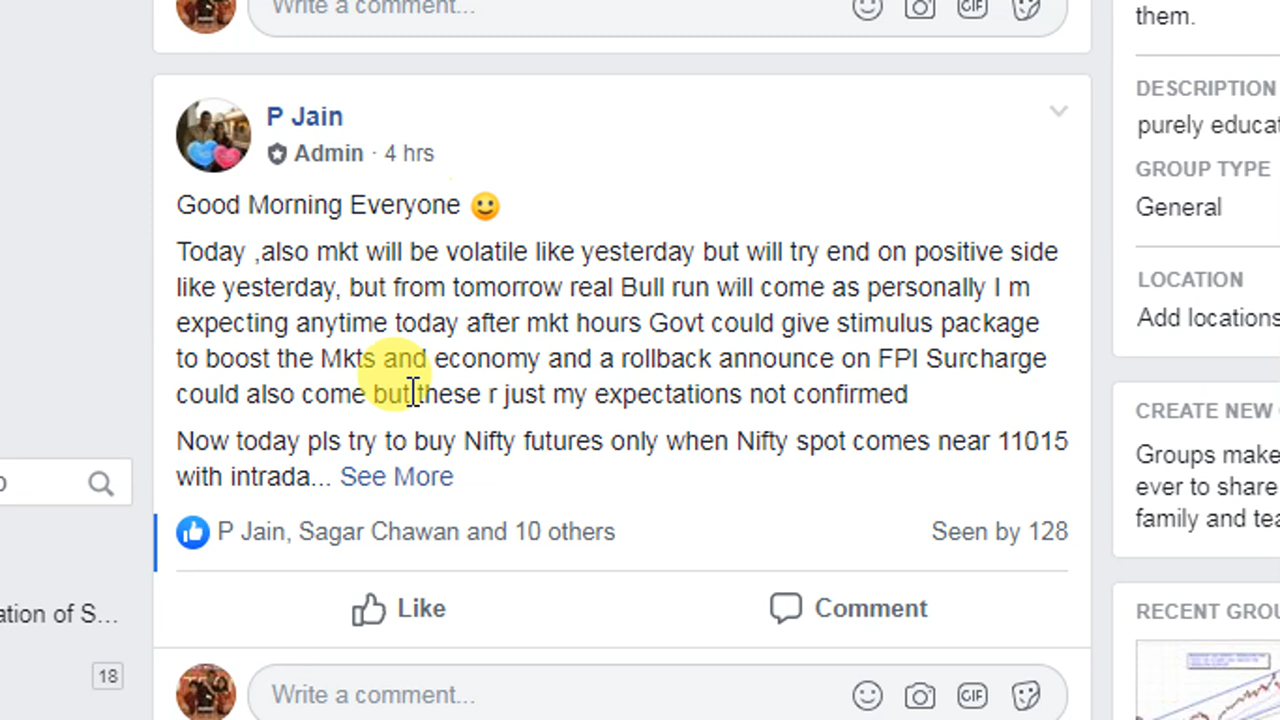 Write a comment...
GIF
them.
P Jain
Admin · 4 hrs
DESCRIPTION
purely educat
GROUP TYPE
General
LOCATION
Add locations
Good Morning Everyone 🙂
Today ,also mkt will be volatile like yesterday but will try end on positive side
like yesterday, but from tomorrow real Bull run will come as personally I m
expecting anytime today after mkt hours Govt could give stimulus package
to boost the Mkts and economy and a rollback announce on FPI Surcharge
could also come but these r just my expectations not confirmed
Now today pls try to buy Nifty futures only when Nifty spot comes near 11015
with intrada... See More
P Jain, Sagar Chawan and 10 others
Seen by 128
Like
Comment
Write a comment...
GIF
CREATE NEW
Groups make
ever to share
family and tea
RECENT GROU
ation of S...
18